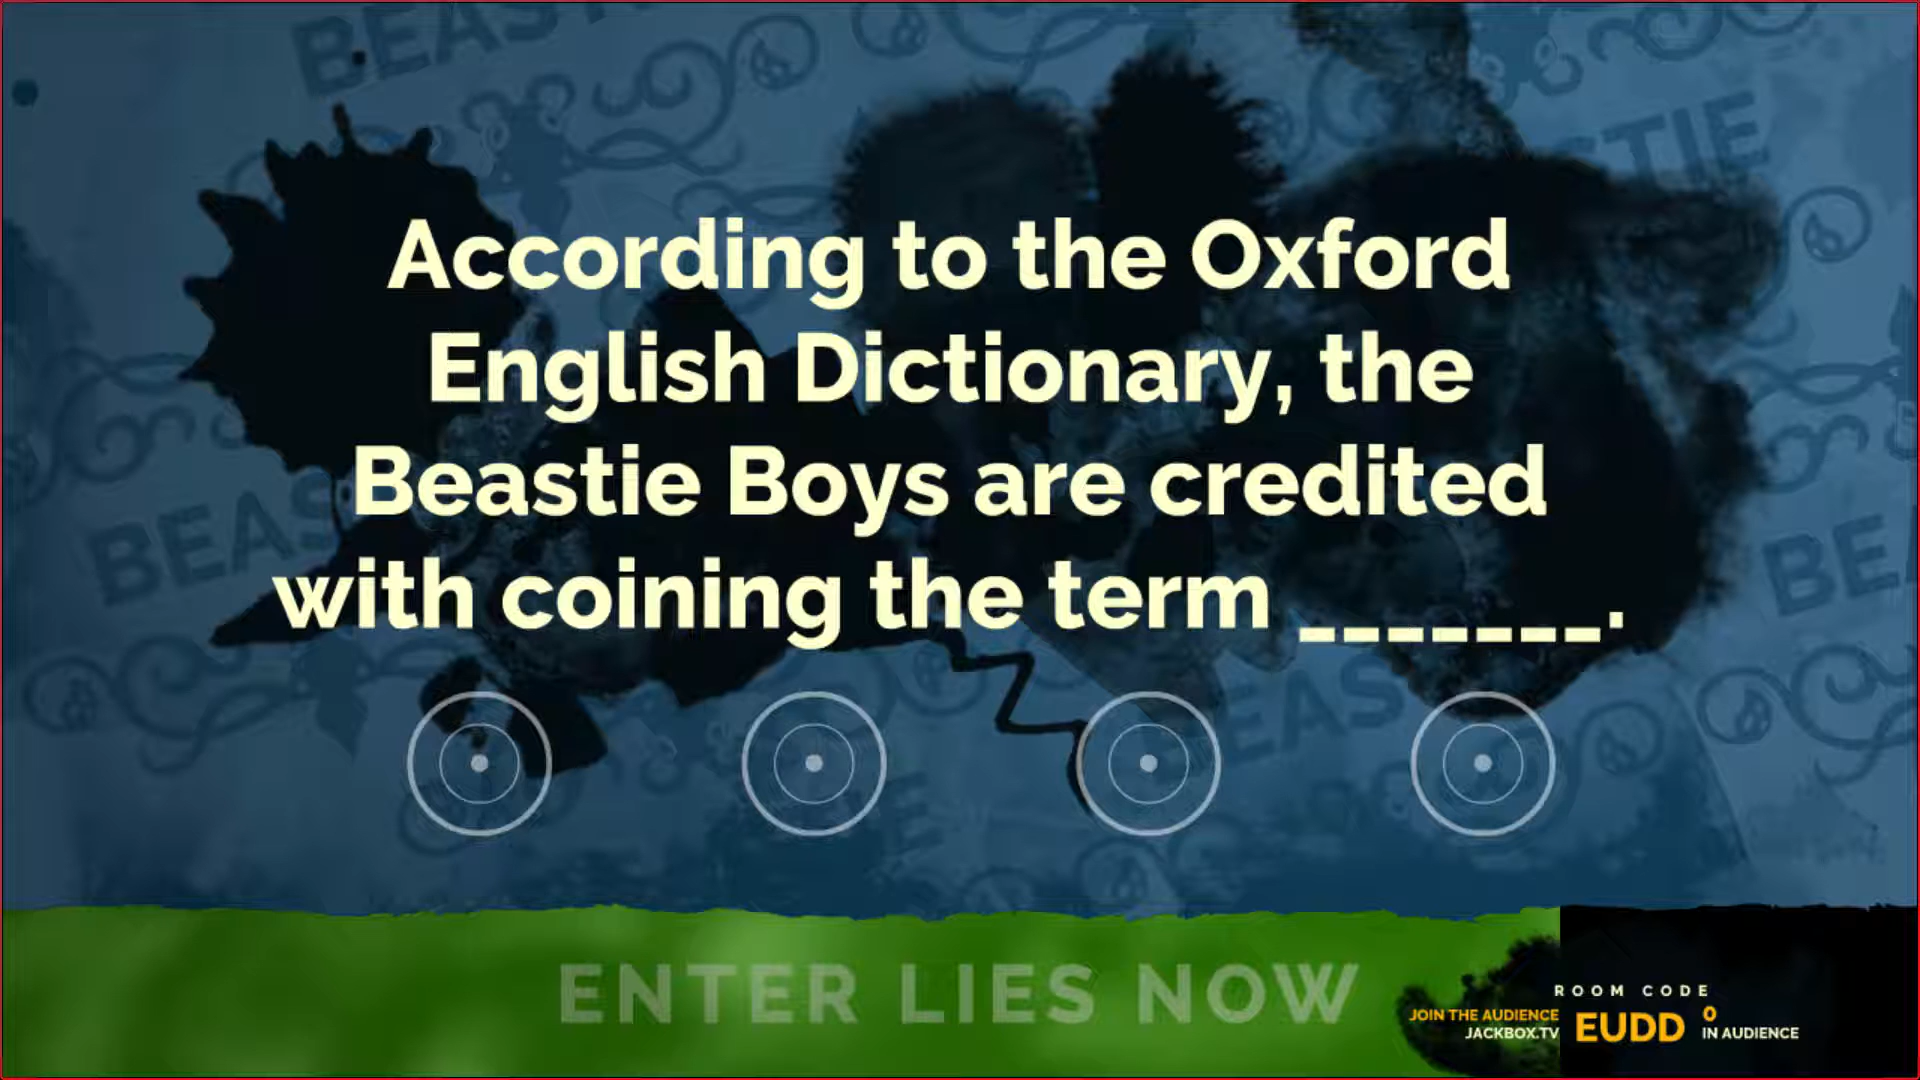 BEASTIE
According to the Oxford
English Dictionary, the
Beastie Boys are credited
with coining the term _______.
ENTER LIES NOW
ROOM CODE
JOIN THE AUDIENCE
JACKBOX.TV
EUDD
0
IN AUDIENCE